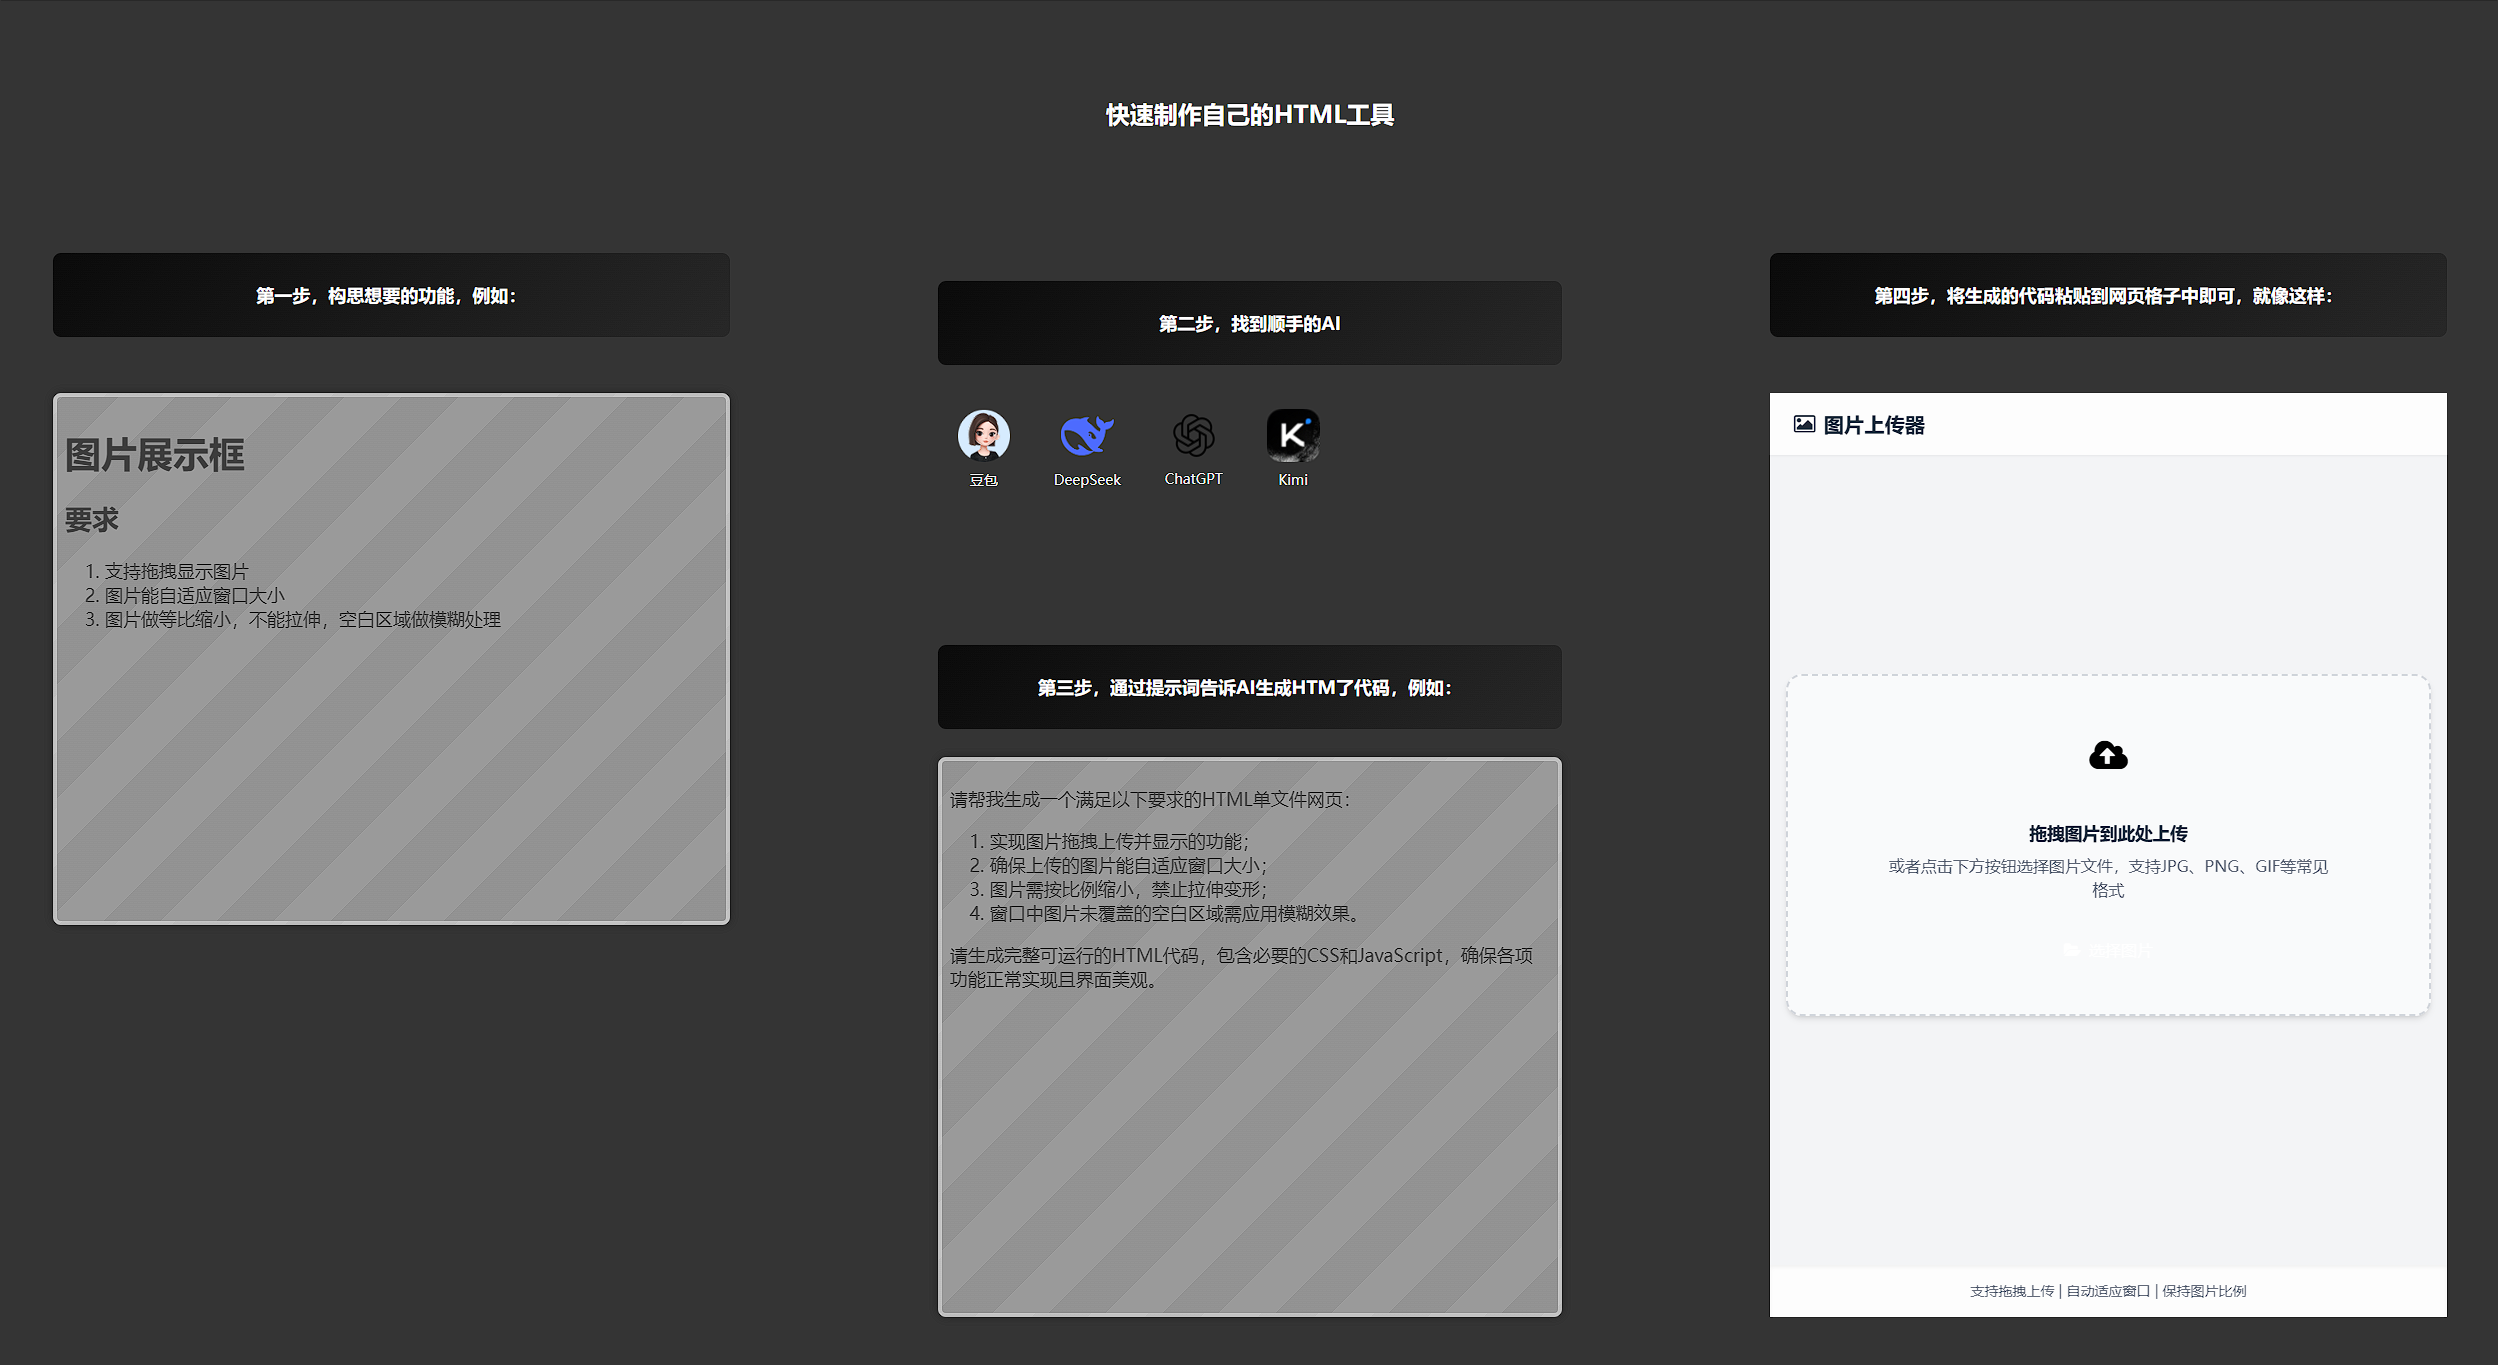 快速制作自己的HTML工具
第一步，构思想要的功能，例如：
图片展示框
要求
1. 支持拖拽显示图片
2. 图片能自适应窗口大小
3. 图片做等比缩小，不能拉伸，空白区域做模糊处理
第二步，找到顺手的AI
豆包
DeepSeek
ChatGPT
Kimi
第三步，通过提示词告诉AI生成HTM了代码，例如：
请帮我生成一个满足以下要求的HTML单文件网页：
1. 实现图片拖拽上传并显示的功能；
2. 确保上传的图片能自适应窗口大小；
3. 图片需按比例缩小，禁止拉伸变形；
4. 窗口中图片未覆盖的空白区域需应用模糊效果。
请生成完整可运行的HTML代码，包含必要的CSS和JavaScript，确保各项
功能正常实现且界面美观。
第四步，将生成的代码粘贴到网页格子中即可，就像这样：
图片上传器
拖拽图片到此处上传
或者点击下方按钮选择图片文件，支持JPG、PNG、GIF等常见
格式
支持拖拽上传 | 自动适应窗口 | 保持图片比例